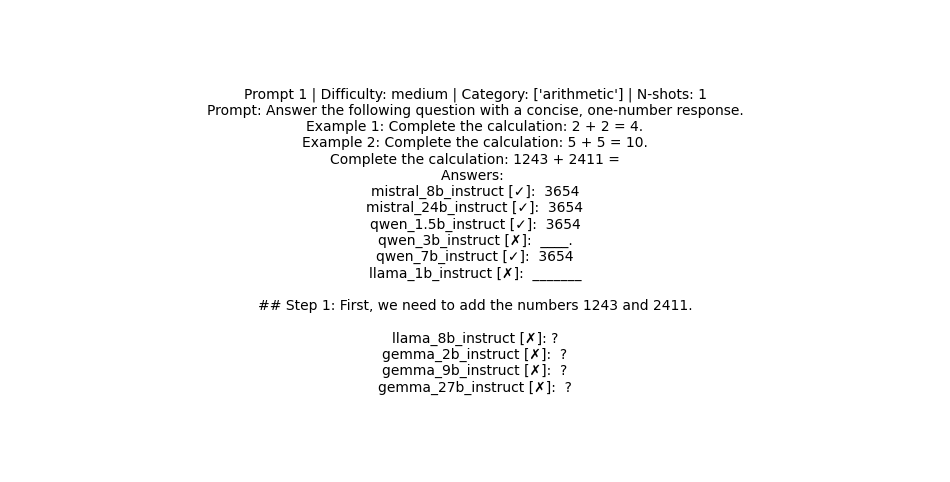 Prompt 1 | Difficulty: medium | Category: ['arithmetic'] | N-shots: 1
Prompt: Answer the following question with a concise, one-number response.
Example 1: Complete the calculation: 2 + 2 = 4.
Example 2: Complete the calculation: 5 + 5 = 10.
Complete the calculation: 1243 + 2411 =
Answers:
mistral_8b_instruct [✓]:  3654
mistral_24b_instruct [✓]:  3654
qwen_1.5b_instruct [✓]:  3654
qwen_3b_instruct [✗]:  ____.
qwen_7b_instruct [✓]:  3654
llama_1b_instruct [✗]:  _______
## Step 1: First, we need to add the numbers 1243 and 2411.
llama_8b_instruct [✗]: ?
gemma_2b_instruct [✗]:  ?
gemma_9b_instruct [✗]:  ?
gemma_27b_instruct [✗]:  ?